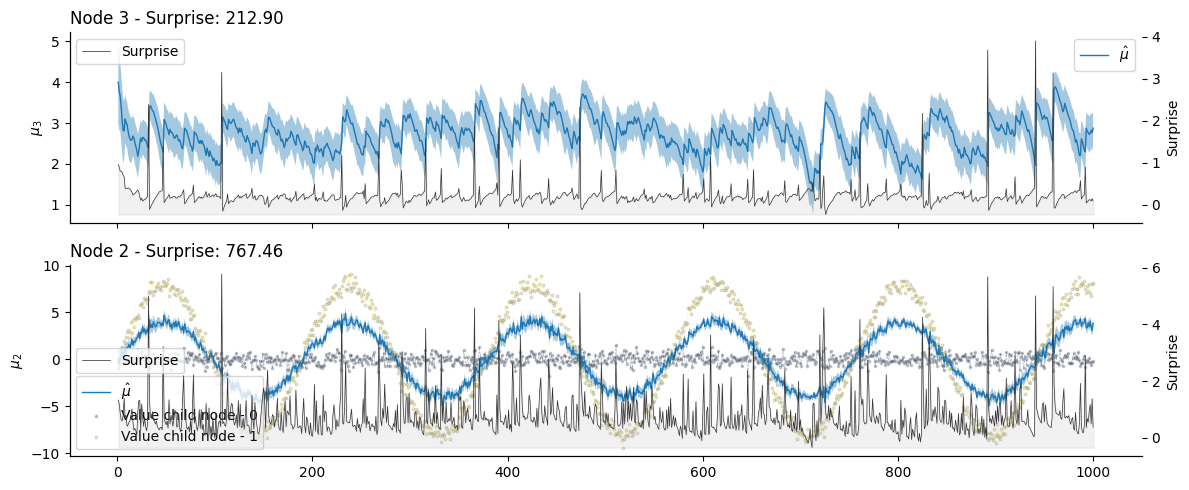 Node 3 - Surprise: 212.90
5
4
3
2
1
μ₃
Surprise
μ̂
4
3
2
1
0
Surprise
Node 2 - Surprise: 767.46
10
5
0
−5
−10
μ₂
Surprise
μ̂
Value child node - 0
Value child node - 1
6
4
2
0
Surprise
0 200 400 600 800 1000